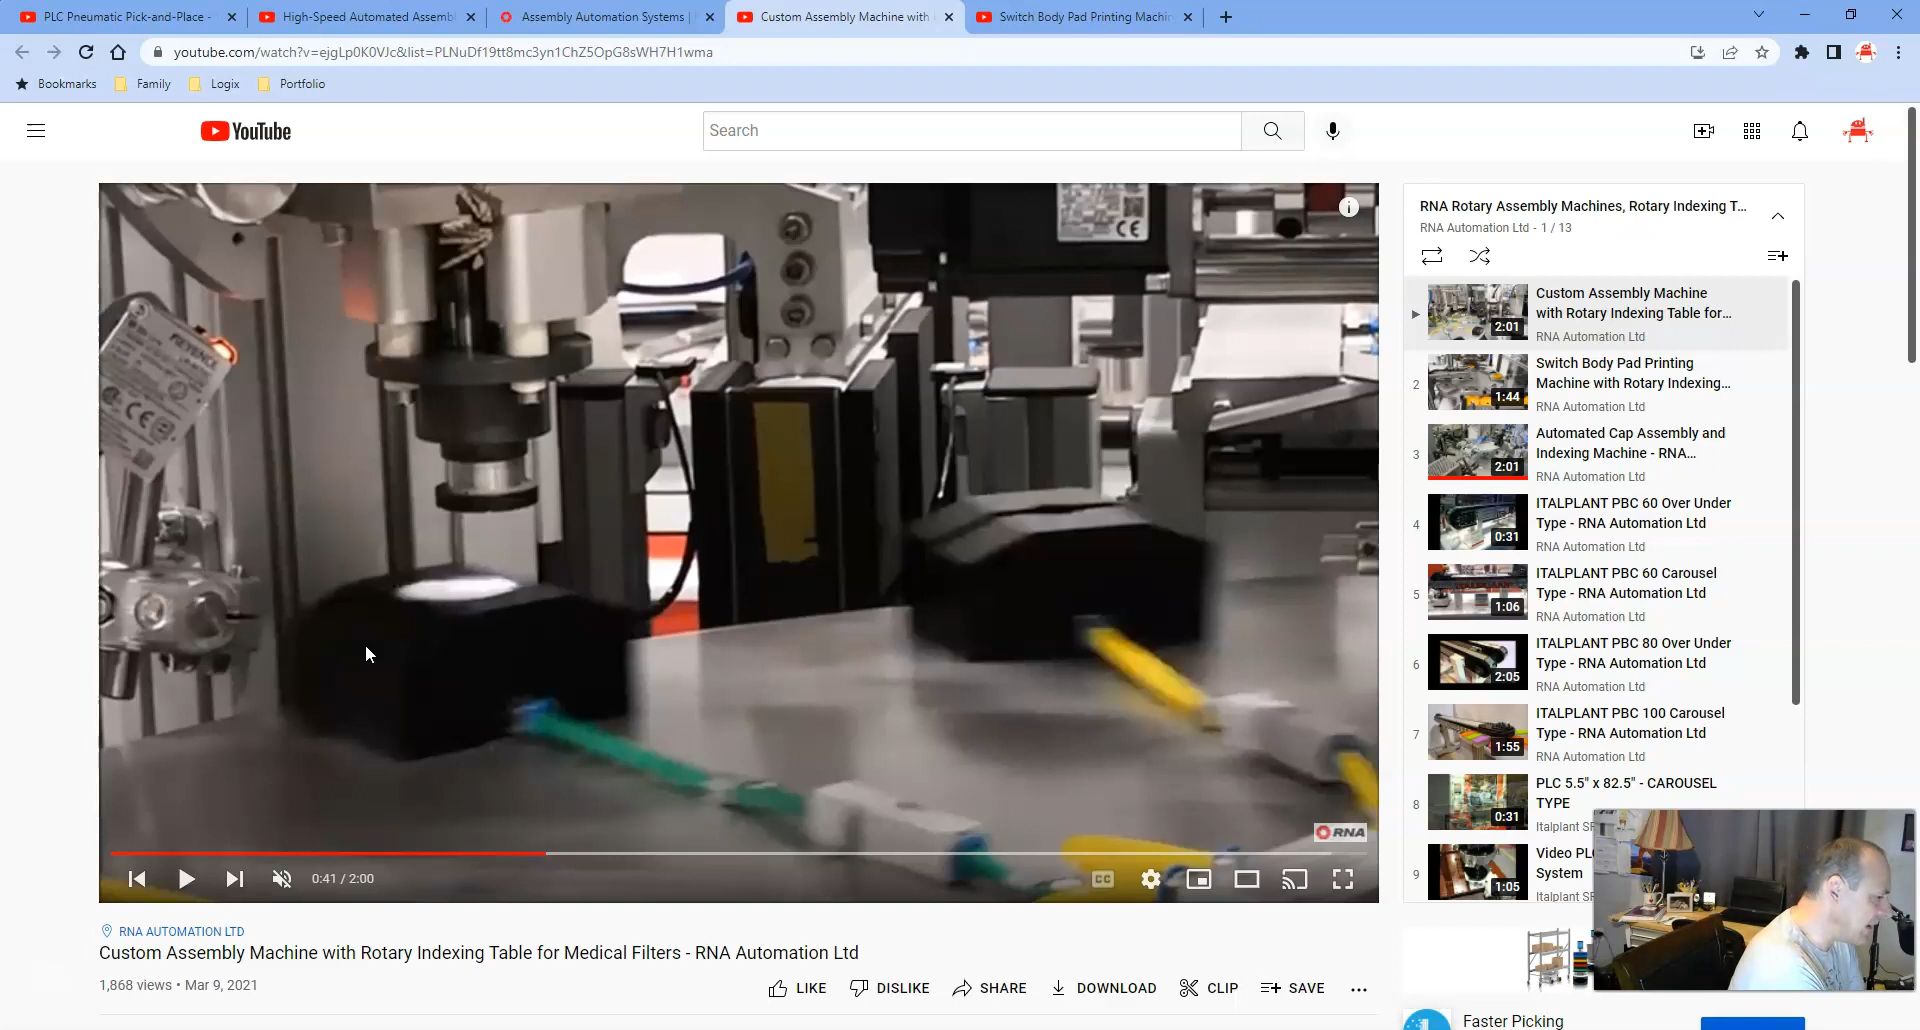 PLC Pneumatic Pick-and-Place -
High-Speed Automated Assembl
Assembly Automation Systems |
Custom Assembly Machine with
Switch Body Pad Printing Machin
youtube.com/watch?v=ejgLp0K0VJc&list=PLNuDf19tt8mc3yn1ChZ5OpG8sWH7H1wma
Bookmarks
Family
Logix
Portfolio
YouTube
Search
KEYENCE
RNA
0:41 / 2:00
CC
RNA AUTOMATION LTD
Custom Assembly Machine with Rotary Indexing Table for Medical Filters - RNA Automation Ltd
1,868 views • Mar 9, 2021
LIKE
DISLIKE
SHARE
DOWNLOAD
CLIP
SAVE
RNA Rotary Assembly Machines, Rotary Indexing T...
RNA Automation Ltd - 1 / 13
2:01
Custom Assembly Machine
with Rotary Indexing Table for...
RNA Automation Ltd
2
1:44
Switch Body Pad Printing
Machine with Rotary Indexing...
RNA Automation Ltd
3
2:01
Automated Cap Assembly and
Indexing Machine - RNA...
RNA Automation Ltd
4
0:31
ITALPLANT PBC 60 Over Under
Type - RNA Automation Ltd
RNA Automation Ltd
5
1:06
ITALPLANT PBC 60 Carousel
Type - RNA Automation Ltd
RNA Automation Ltd
6
2:05
ITALPLANT PBC 80 Over Under
Type - RNA Automation Ltd
RNA Automation Ltd
7
1:55
ITALPLANT PBC 100 Carousel
Type - RNA Automation Ltd
RNA Automation Ltd
8
0:31
PLC 5.5" x 82.5" - CAROUSEL
TYPE
Italplant SR
9
1:05
Video PL
System
Italplant SR
Faster Picking